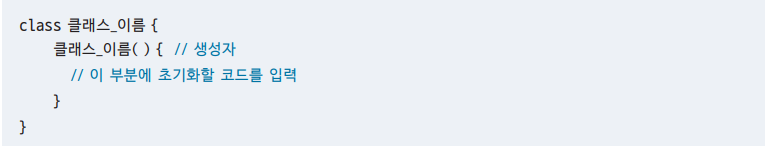 class 클래스_이름 {
    클래스_이름( ) { // 생성자
      // 이 부분에 초기화할 코드를 입력
    }
}